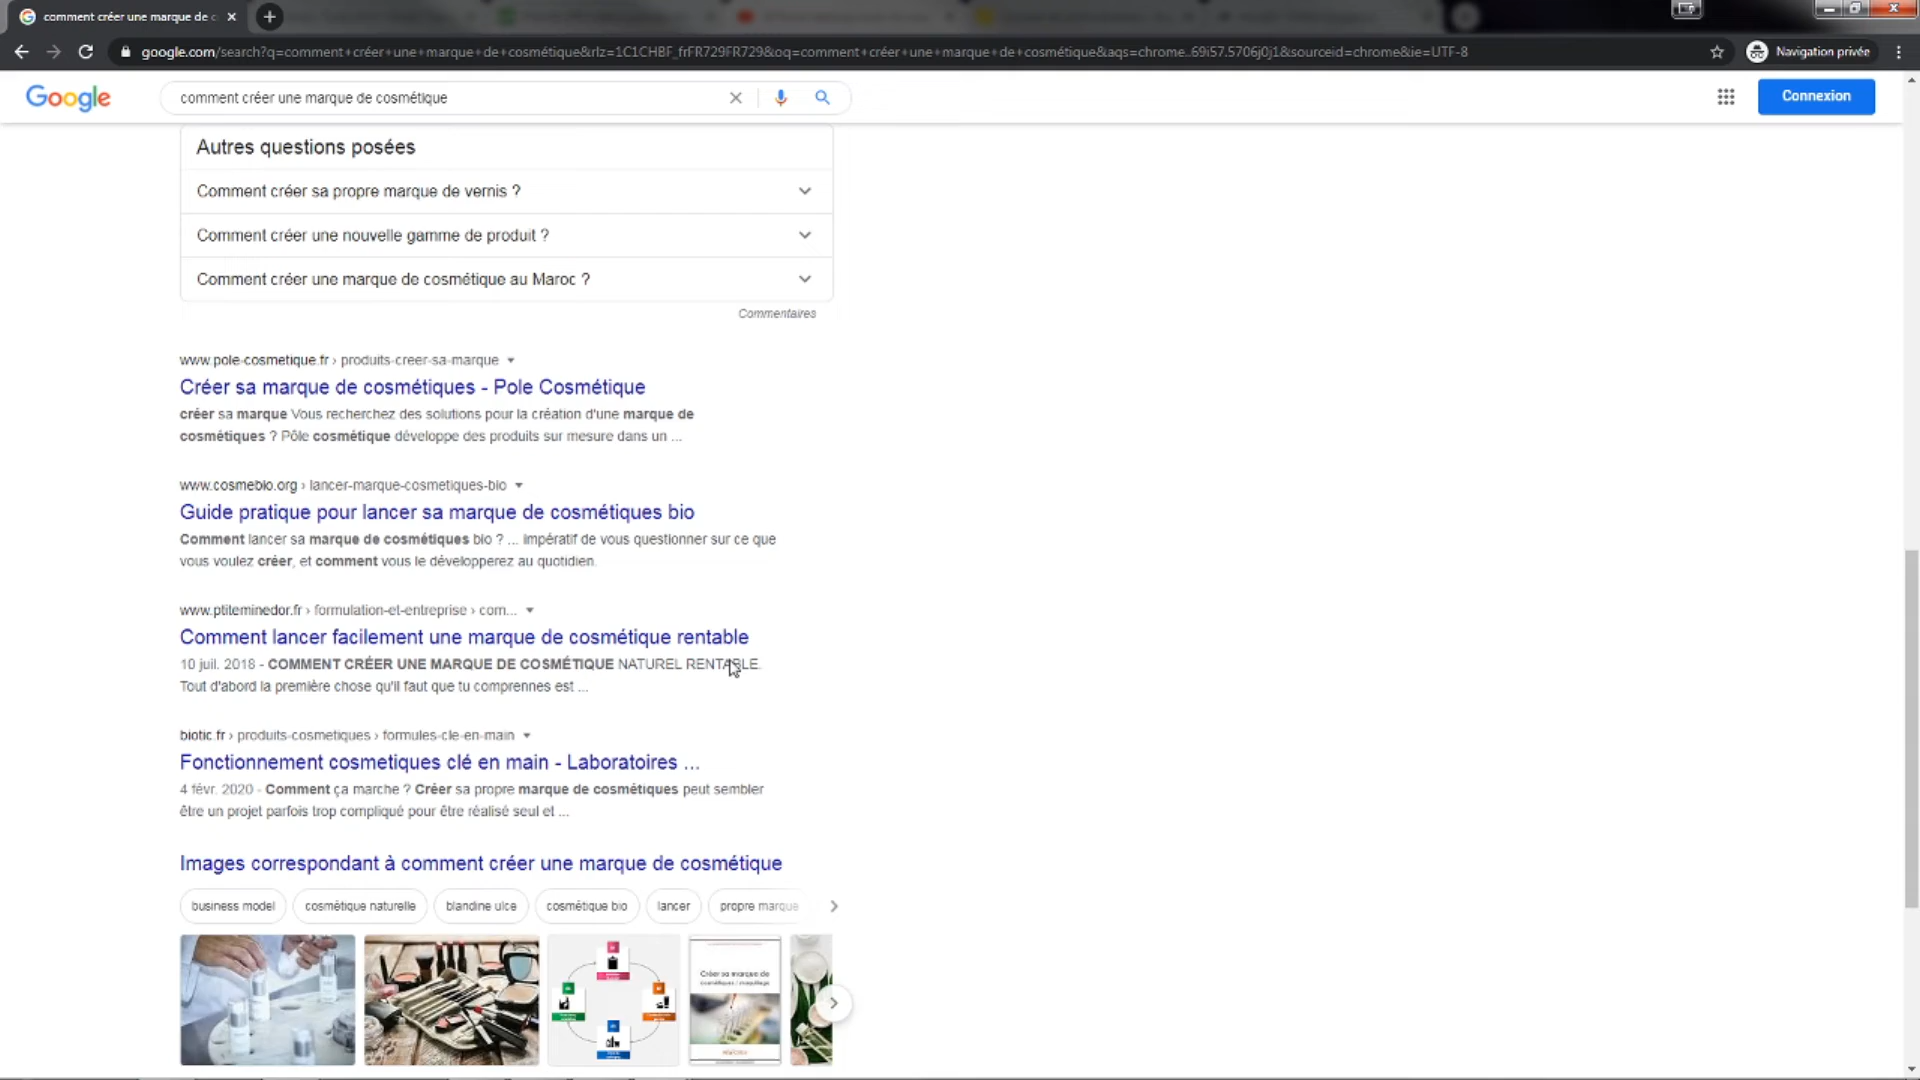 comment créer une marque de c
google.com/search?q=comment+créer+une+marque+de+cosmétique&rlz=1C1CHBF_frFR729FR729&oq=comment+créer+une+marque+de+cosmétique&aqs=chrome..69i57.5706j0j1&sourceid=chrome&ie=UTF-8
Navigation privée
Google
comment créer une marque de cosmétique
Connexion
Autres questions posées
Comment créer sa propre marque de vernis ?
Comment créer une nouvelle gamme de produit ?
Comment créer une marque de cosmétique au Maroc ?
Commentaires
www.pole-cosmetique.fr › produits-creer-sa-marque
Créer sa marque de cosmétiques - Pole Cosmétique
créer sa marque Vous recherchez des solutions pour la création d'une marque de
cosmétiques ? Pôle cosmétique développe des produits sur mesure dans un ...
www.cosmebio.org › lancer-marque-cosmetiques-bio
Guide pratique pour lancer sa marque de cosmétiques bio
Comment lancer sa marque de cosmétiques bio ? ... impératif de vous questionner sur ce que
vous voulez créer, et comment vous le développerez au quotidien.
www.ptiteminedor.fr › formulation-et-entreprise › com...
Comment lancer facilement une marque de cosmétique rentable
10 juil. 2018 - COMMENT CRÉER UNE MARQUE DE COSMÉTIQUE NATUREL RENTABLE.
Tout d'abord la première chose qu'il faut que tu comprennes est ...
biotic.fr › produits-cosmetiques › formules-cle-en-main
Fonctionnement cosmetiques clé en main - Laboratoires ...
4 févr. 2020 - Comment ça marche ? Créer sa propre marque de cosmétiques peut sembler
être un projet parfois trop compliqué pour être réalisé seul et ...
Images correspondant à comment créer une marque de cosmétique
business model
cosmétique naturelle
blandine ulce
cosmétique bio
lancer
propre marque
Créer sa marque de
cosmétiques / maquillage